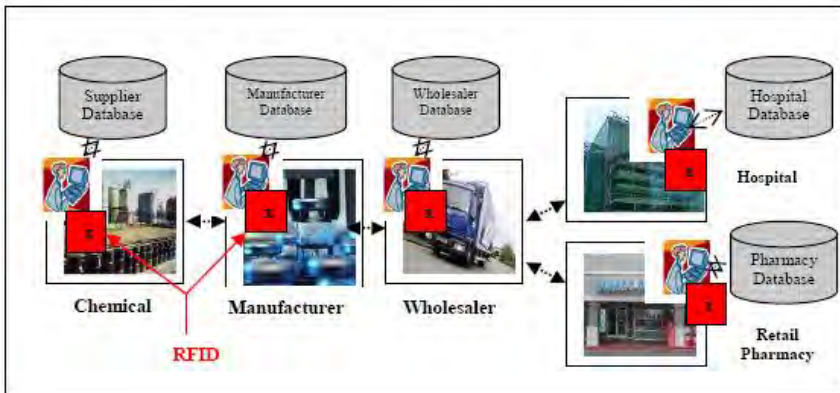 Supplier
Database
Manufacturer
Database
Wholesaler
Database
Hospital
Database
Hospital
Pharmacy
Database
Chemical
Manufacturer
Wholesaler
Retail
Pharmacy
RFID